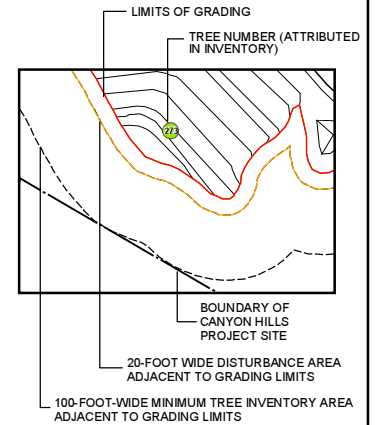 LIMITS OF GRADING
TREE NUMBER (ATTRIBUTED
IN INVENTORY)
273
BOUNDARY OF
CANYON HILLS
PROJECT SITE
20-FOOT WIDE DISTURBANCE AREA
ADJACENT TO GRADING LIMITS
100-FOOT-WIDE MINIMUM TREE INVENTORY AREA
ADJACENT TO GRADING LIMITS